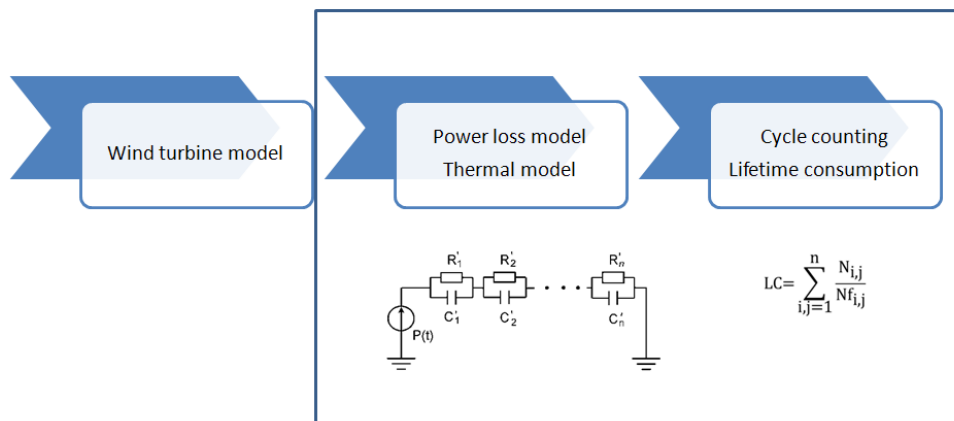 Wind turbine model
Power loss model
Thermal model
Cycle counting
Lifetime consumption
R'₁ R'₂ R'ₙ
C'₁ C'₂ C'ₙ
P(t)
LC= ∑ⁿᵢ,ⱼ₌₁ Nᵢ,ⱼ / Nfᵢ,ⱼ